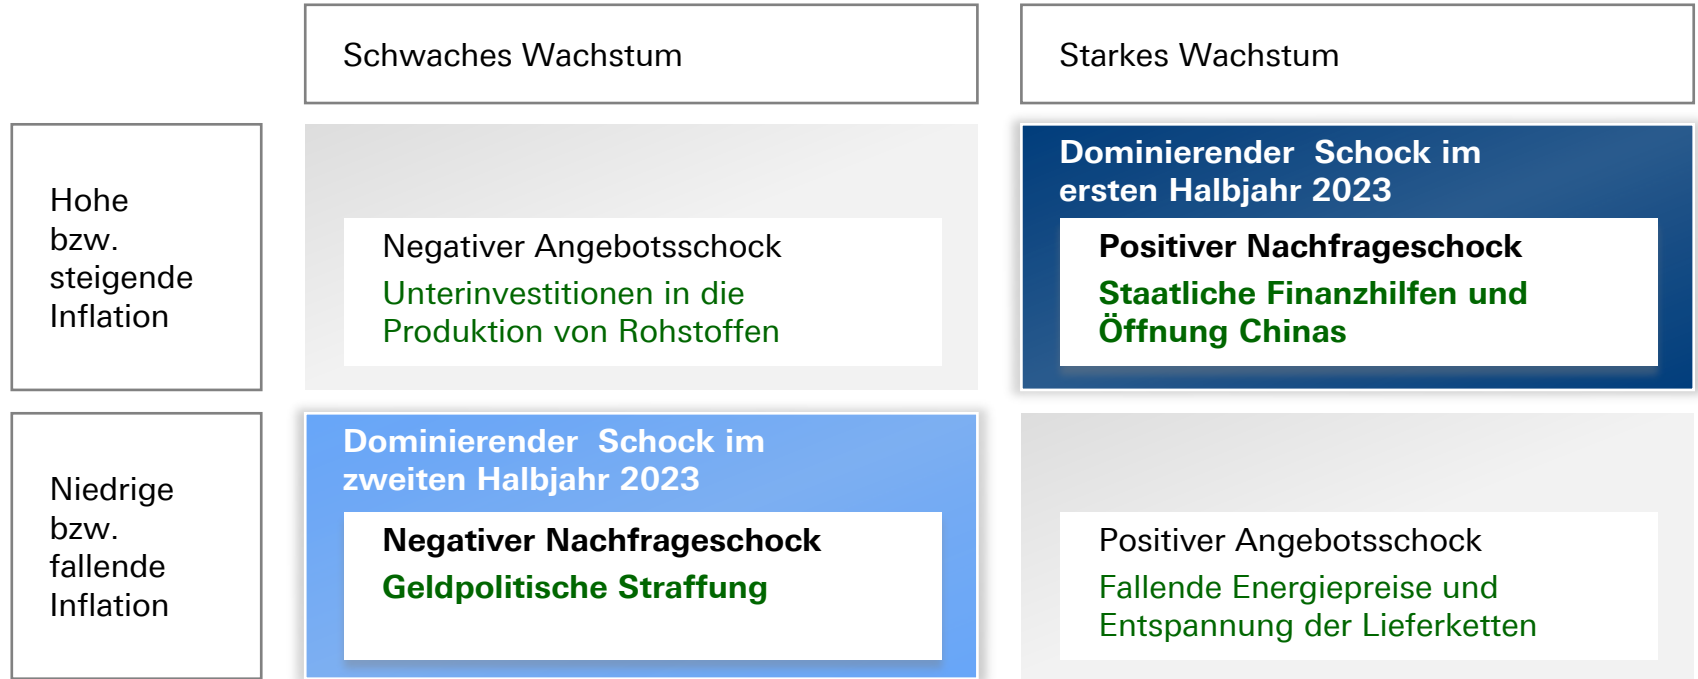 Schwaches Wachstum
Starkes Wachstum
Hohe
bzw.
steigende
Inflation
Negativer Angebotsschock
Unterinvestitionen in die
Produktion von Rohstoffen
Dominierender  Schock im
ersten Halbjahr 2023
Positiver Nachfrageschock
Staatliche Finanzhilfen und
Öffnung Chinas
Niedrige
bzw.
fallende
Inflation
Dominierender  Schock im
zweiten Halbjahr 2023
Negativer Nachfrageschock
Geldpolitische Straffung
Positiver Angebotsschock
Fallende Energiepreise und
Entspannung der Lieferketten